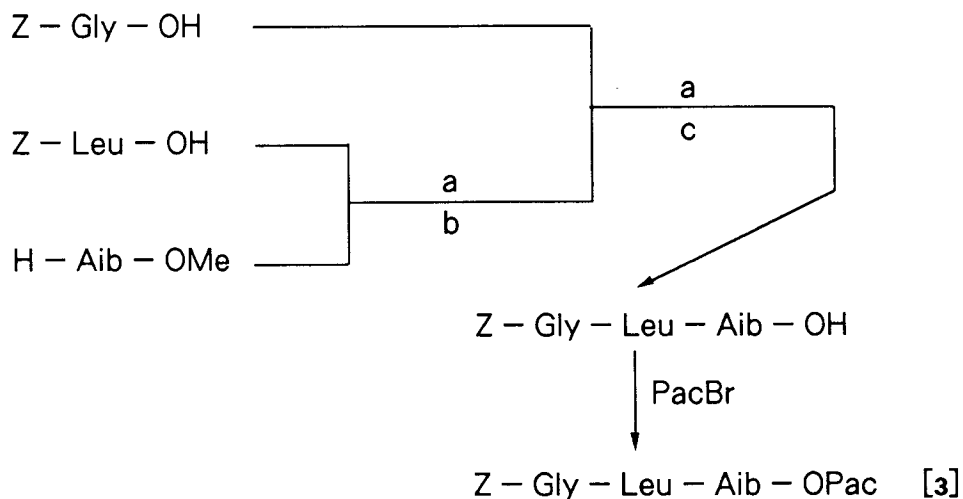 Z – Gly – OH
a
c
Z – Leu – OH
a
b
H – Aib – OMe
Z – Gly – Leu – Aib – OH
PacBr
Z – Gly – Leu – Aib – OPac [3]